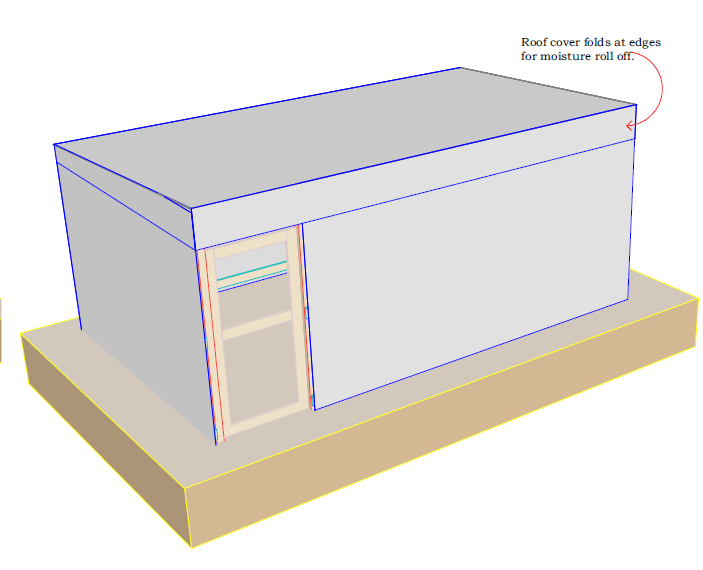 Roof cover folds at edges
for moisture roll off.